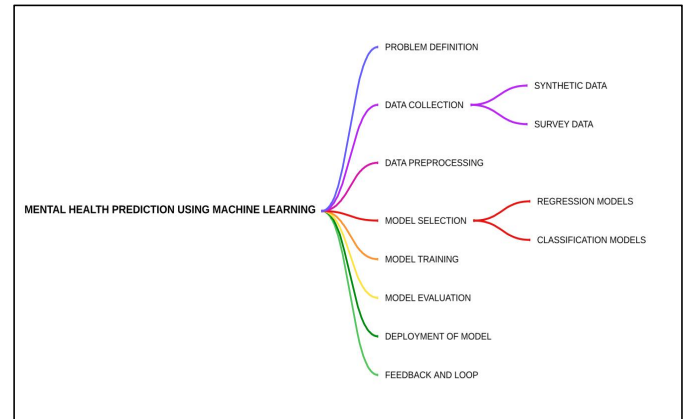 PROBLEM DEFINITION
SYNTHETIC DATA
DATA COLLECTION
SURVEY DATA
DATA PREPROCESSING
REGRESSION MODELS
MENTAL HEALTH PREDICTION USING MACHINE LEARNING
MODEL SELECTION
CLASSIFICATION MODELS
MODEL TRAINING
MODEL EVALUATION
DEPLOYMENT OF MODEL
FEEDBACK AND LOOP